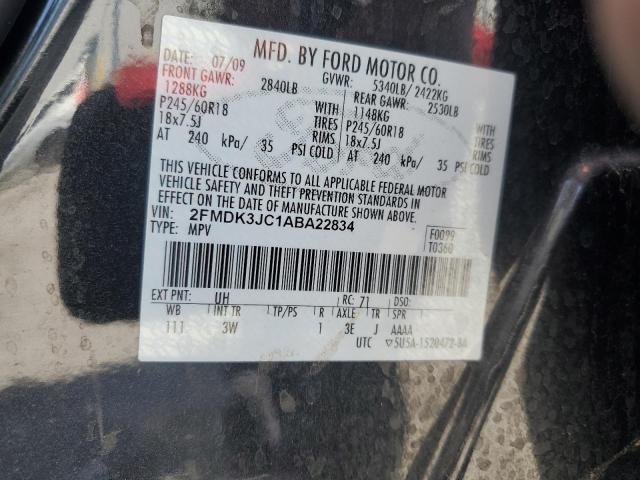 MFD. BY FORD MOTOR CO.
DATE: 07/09 GVWR: 5340LB/ 2422KG
FRONT GAWR: 2840LB REAR GAWR: 2530LB
1288KG WITH 1148KG WITH
P245/60R18 TIRES P245/60R18 TIRES
18x7.5J RIMS 18x7.5J RIMS
AT 240 kPa/ 35 PSI COLD AT 240 kPa/ 35 PSI COLD
THIS VEHICLE CONFORMS TO ALL APPLICABLE FEDERAL MOTOR
VEHICLE SAFETY AND THEFT PREVENTION STANDARDS IN
EFFECT ON THE DATE OF MANUFACTURE SHOWN ABOVE.
VIN: 2FMDK3JC1ABA22834 F0099
TYPE: MPV T0360
EXT PNT: UH RC: 71 DSO:
WB INT TR TP/PS R AXLE TR SPR
111 3W 1 3E J AAAA
UTC ▽5U5A-1520472-BA